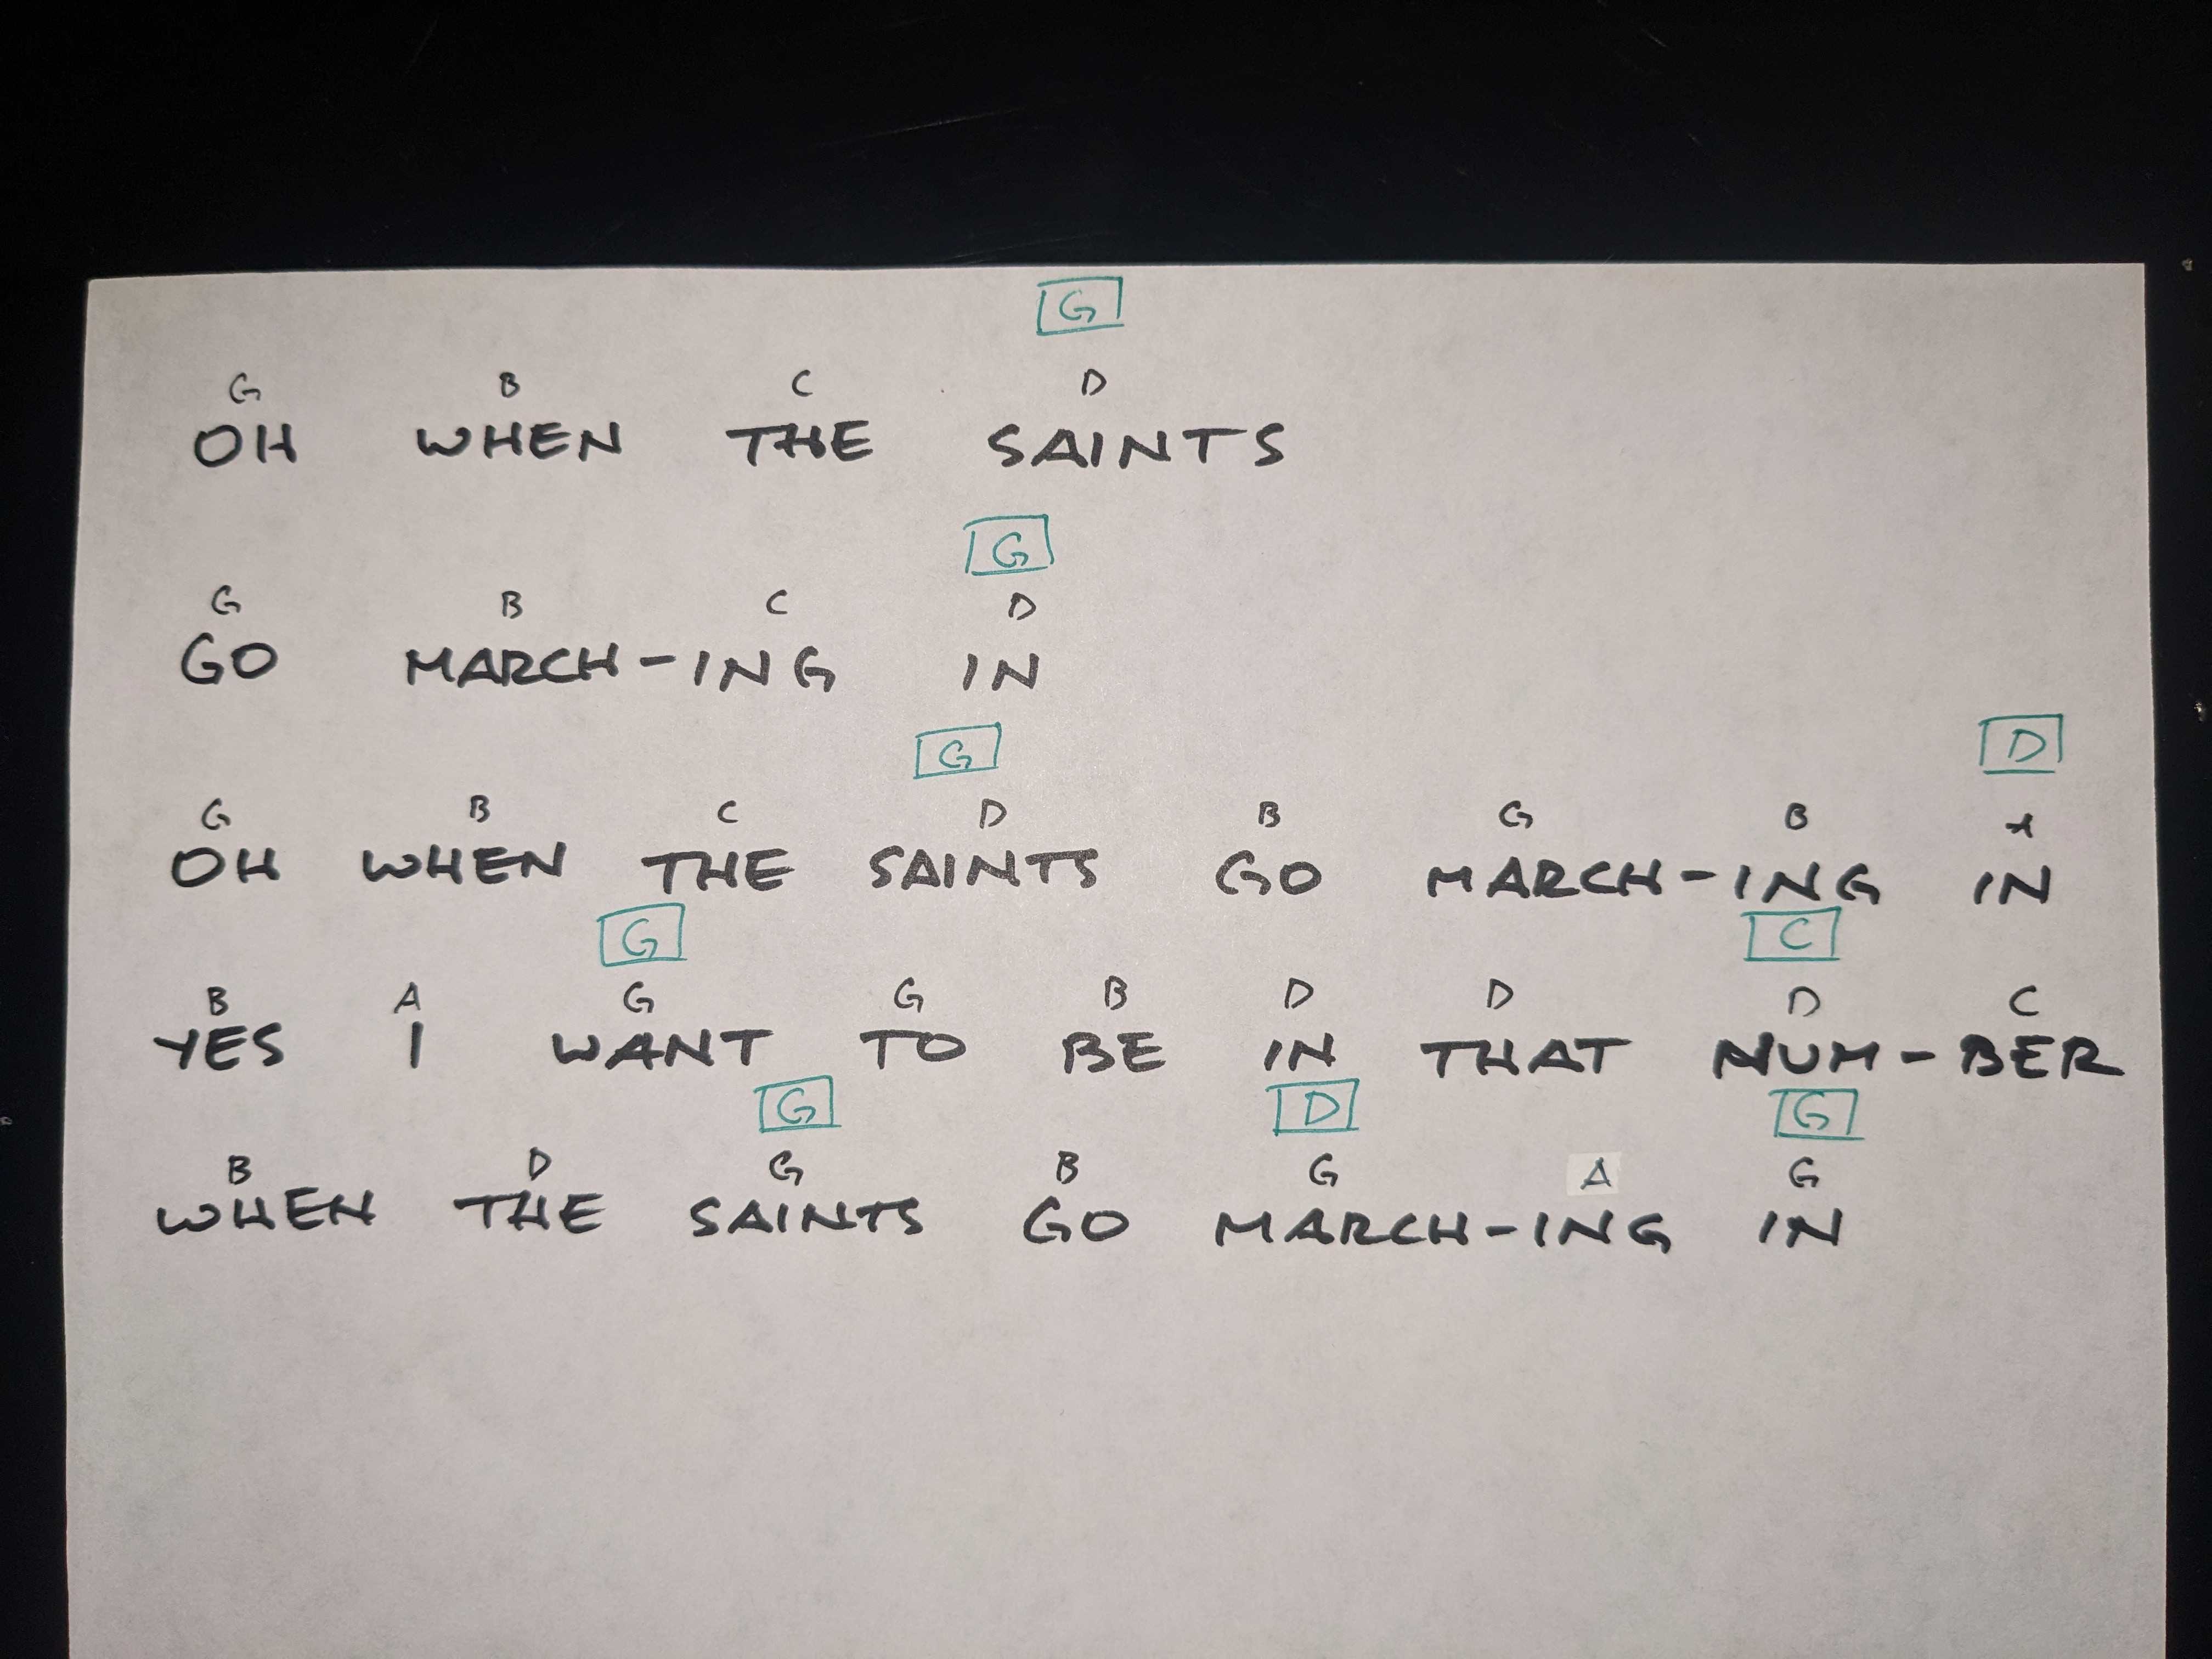 G
G B C D
OH WHEN THE SAINTS
G
G B C D
GO MARCH-ING IN
G D
G B C D B G B A
OH WHEN THE SAINTS GO MARCH-ING IN
G C
B A G G B D D D C
YES I WANT TO BE IN THAT NUM-BER
G D G
B D G B G A G
WHEN THE SAINTS GO MARCH-ING IN